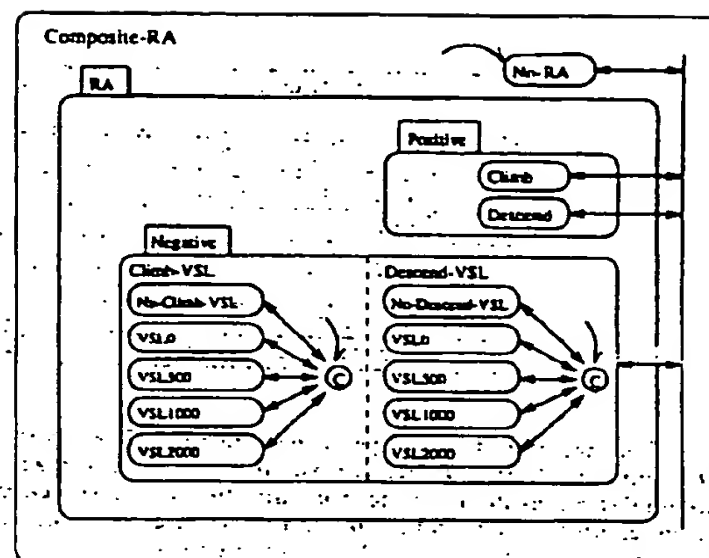 Composite-RA
No-RA
RA
Positive
Climb
Descend
Negative
Climb-VSL
No-Climb-VSL
VSL0
VSL300
VSL1000
VSL2000
C
Descend-VSL
No-Descend-VSL
VSL0
VSL500
VSL1000
VSL2000
C